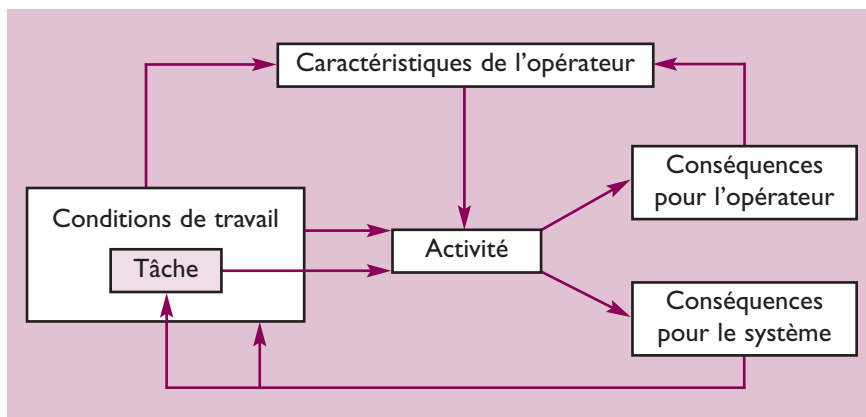 Caractéristiques de l'opérateur
Conséquences
pour l'opérateur
Conditions de travail
Tâche
Activité
Conséquences
pour le système